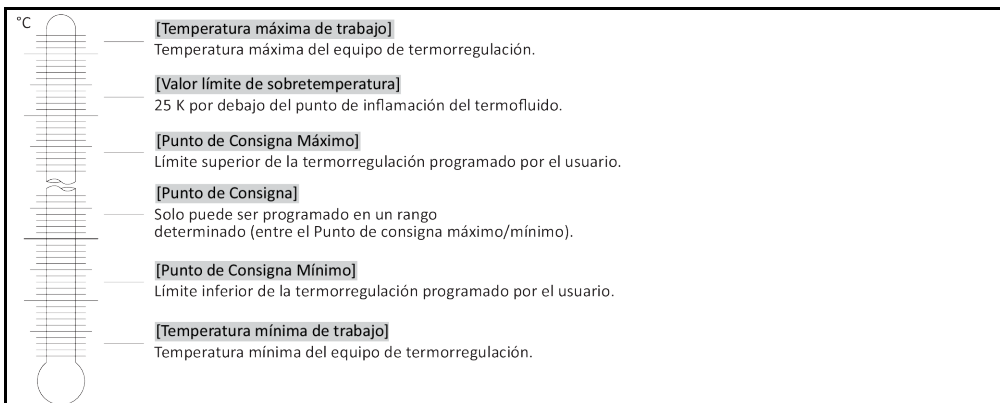 °C
[Temperatura máxima de trabajo]
Temperatura máxima del equipo de termorregulación.
[Valor límite de sobretemperatura]
25 K por debajo del punto de inflamación del termofluido.
[Punto de Consigna Máximo]
Límite superior de la termorregulación programado por el usuario.
[Punto de Consigna]
Solo puede ser programado en un rango
determinado (entre el Punto de consigna máximo/mínimo).
[Punto de Consigna Mínimo]
Límite inferior de la termorregulación programado por el usuario.
[Temperatura mínima de trabajo]
Temperatura mínima del equipo de termorregulación.